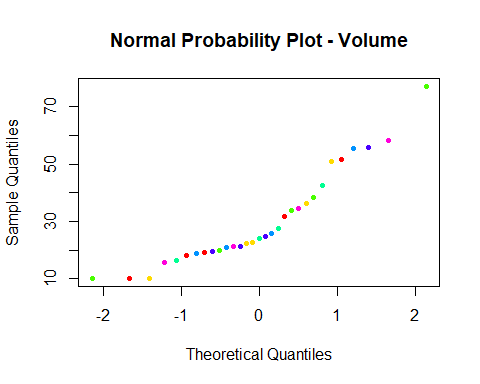 Normal Probability Plot - Volume
Sample Quantiles
70
50
30
10
-2 -1 0 1 2
Theoretical Quantiles